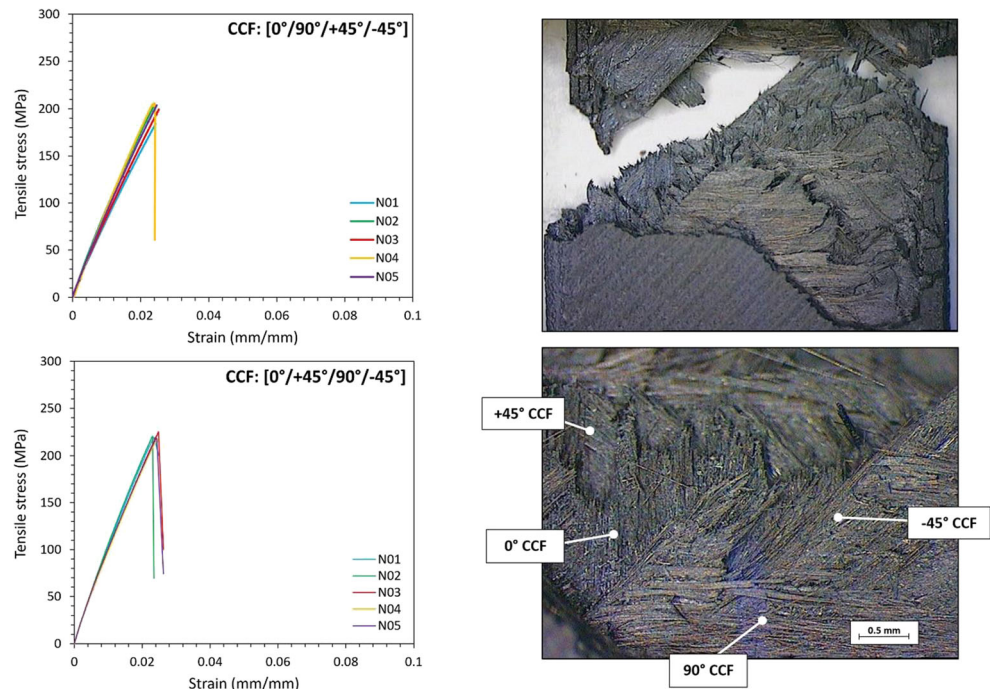 CCF: [0°/90°/+45°/-45°]
Tensile stress (MPa)
300
250
200
150
100
50
0
N01
N02
N03
N04
N05
0
0.02
0.04
0.06
0.08
0.1
Strain (mm/mm)
CCF: [0°/+45°/90°/-45°]
Tensile stress (MPa)
300
250
200
150
100
50
0
N01
N02
N03
N04
N05
0
0.02
0.04
0.06
0.08
0.1
Strain (mm/mm)
+45° CCF
-45° CCF
0° CCF
0.5 mm
90° CCF